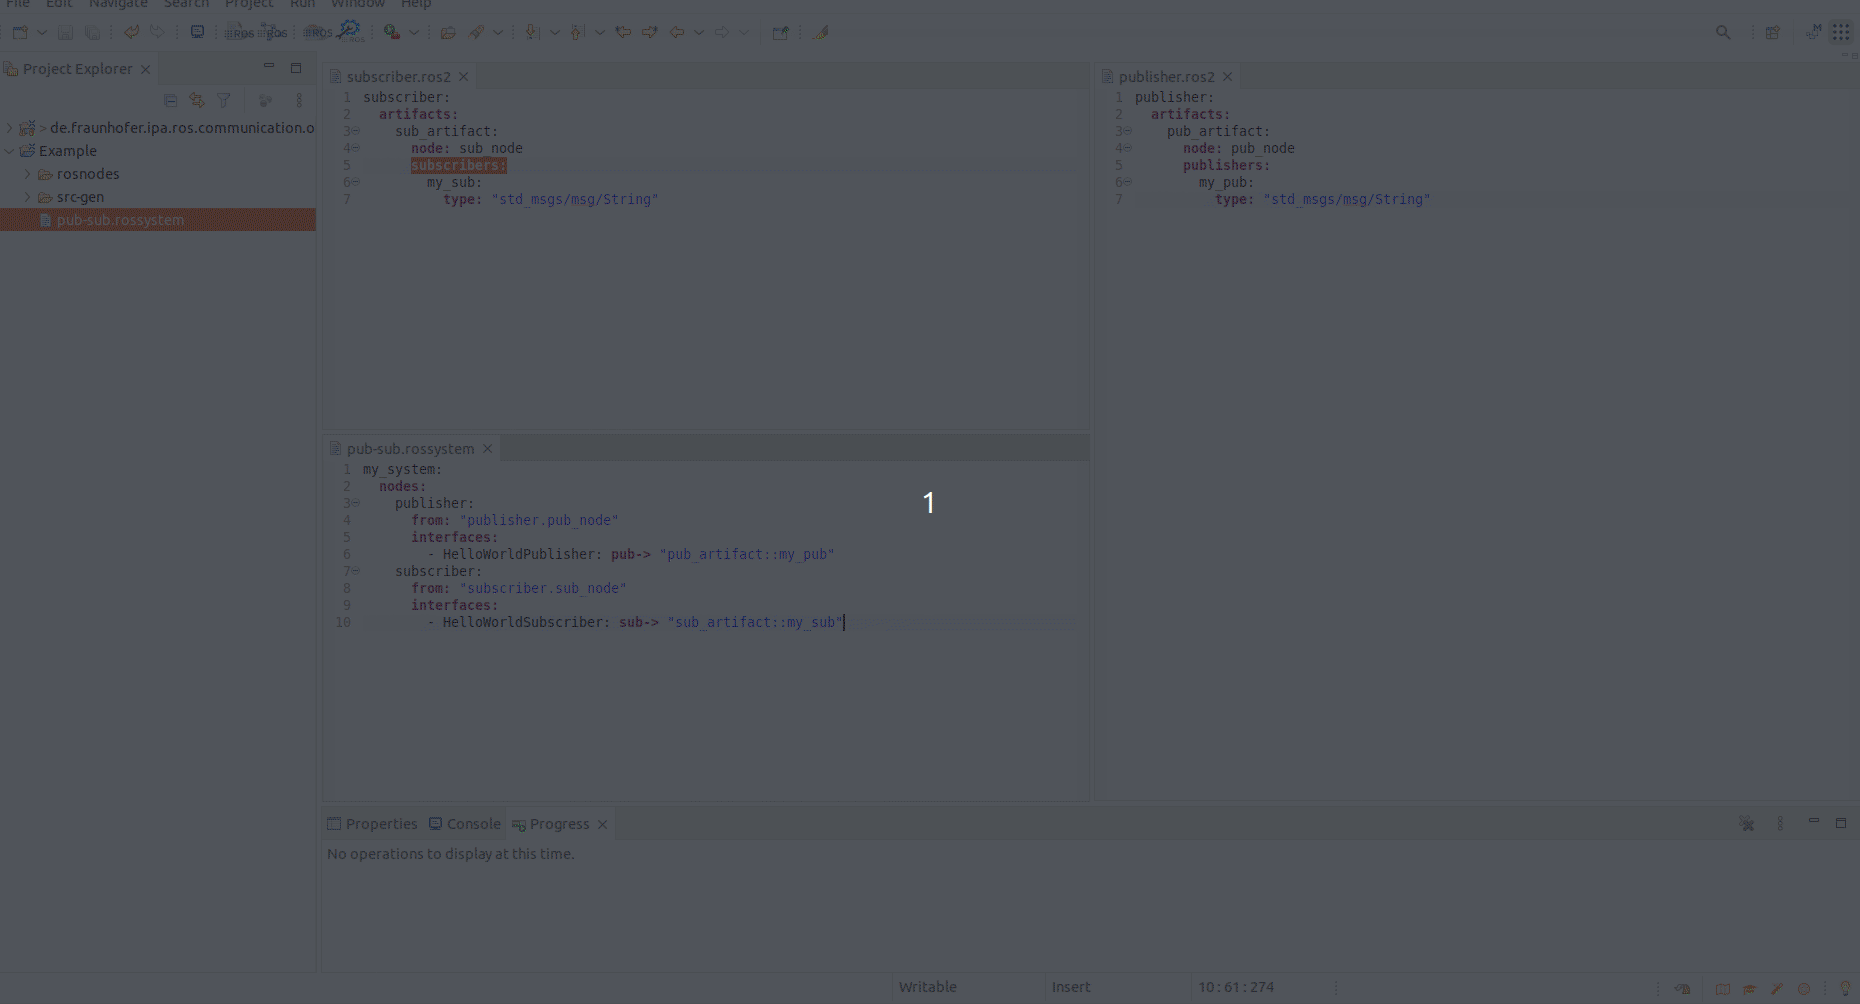 File Edit Navigate Search Project Run Window Help
Project Explorer
> de.fraunhofer.ipa.ros.communication.o
Example
rosnodes
src-gen
pub-sub.rossystem
subscriber.ros2
1 subscriber:
2 artifacts:
3 sub_artifact:
4 node: sub_node
5 subscribers:
6 my_sub:
7 type: "std_msgs/msg/String"
publisher.ros2
1 publisher:
2 artifacts:
3 pub_artifact:
4 node: pub_node
5 publishers:
6 my_pub:
7 type: "std_msgs/msg/String"
pub-sub.rossystem
1 my_system:
2 nodes:
3 publisher:
4 from: "publisher.pub_node"
5 interfaces:
6 - HelloWorldPublisher: pub-> "pub_artifact::my_pub"
7 subscriber:
8 from: "subscriber.sub_node"
9 interfaces:
10 - HelloWorldSubscriber: sub-> "sub_artifact::my_sub"
1
Properties Console Progress
No operations to display at this time.
Writable Insert 10:61:274